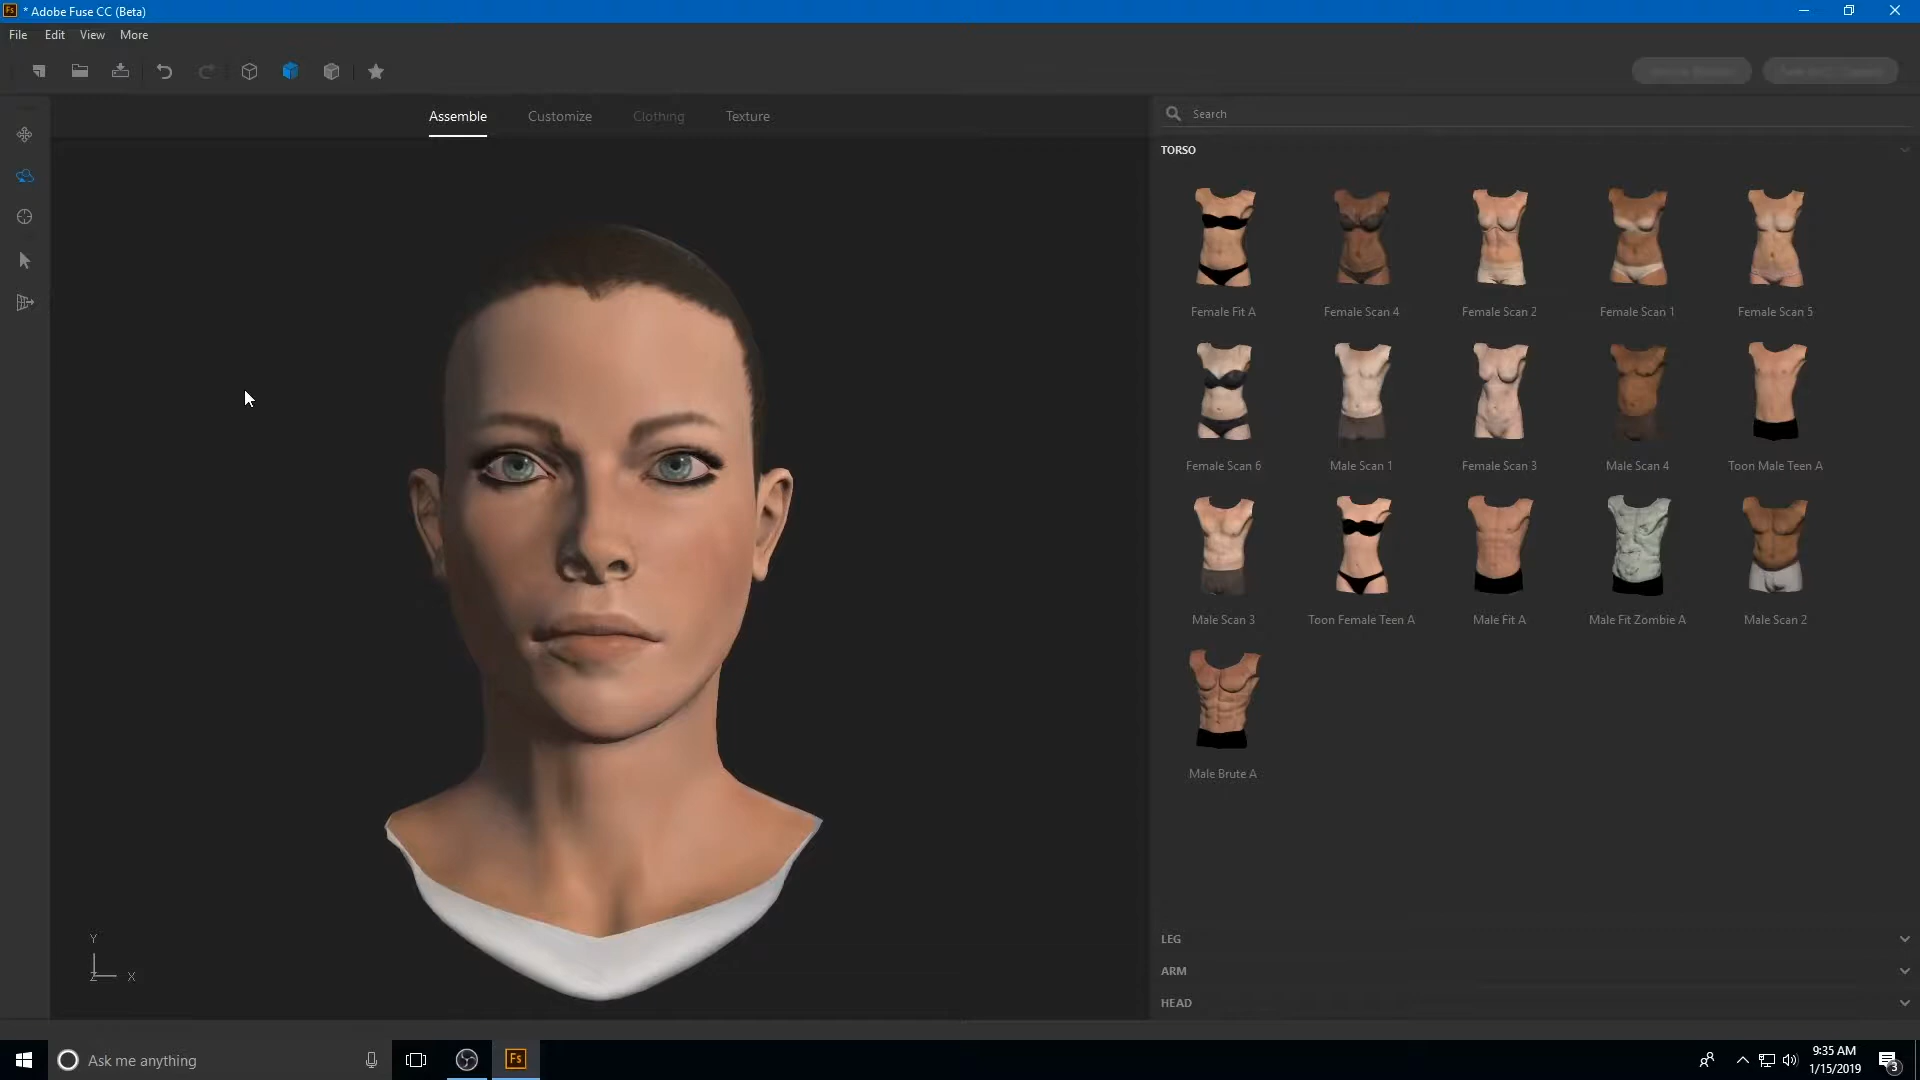 Fs * Adobe Fuse CC (Beta)
File Edit View More
Assemble Customize Clothing Texture
Search
TORSO
Female Fit A Female Scan 4 Female Scan 2 Female Scan 1 Female Scan 5
Female Scan 6 Male Scan 1 Female Scan 3 Male Scan 4 Toon Male Teen A
Male Scan 3 Toon Female Teen A Male Fit A Male Fit Zombie A Male Scan 2
Male Brute A
Y
Z X
LEG
ARM
HEAD
Ask me anything Fs
9:35 AM
1/15/2019
3